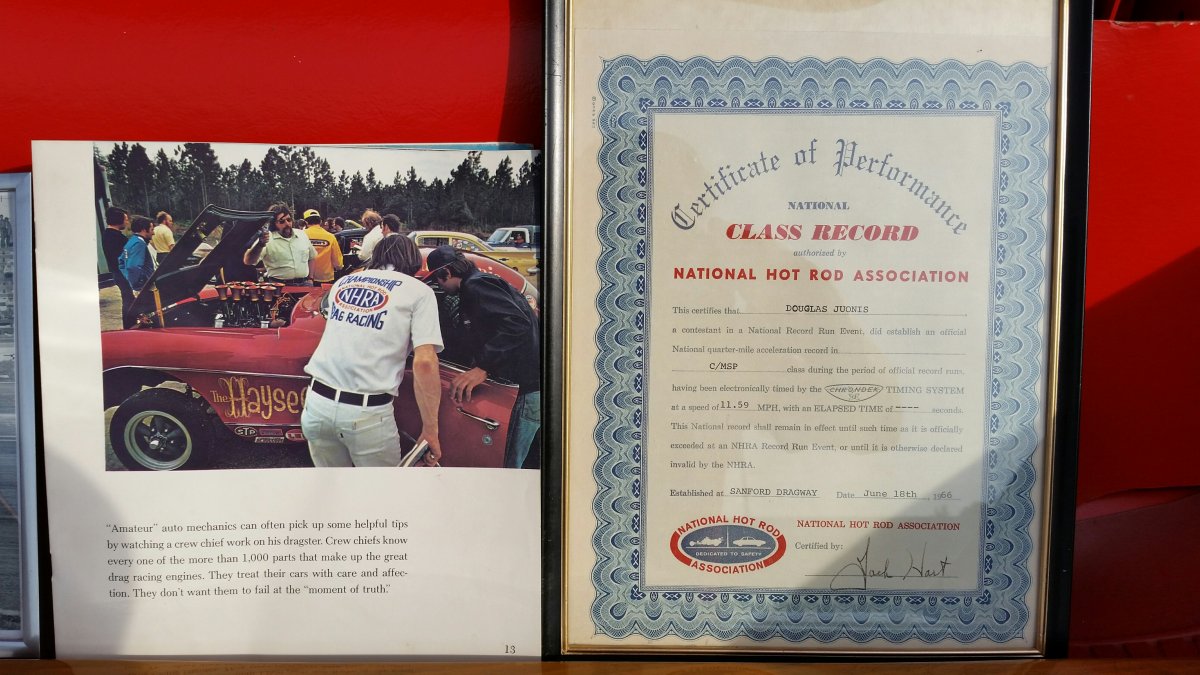 CHAMPIONSHIP
NATIONAL HOT ROD
NHRA
ASSOCIATION
RAG RACING
The Haysee
STP
"Amateur" auto mechanics can often pick up some helpful tips
by watching a crew chief work on his dragster. Crew chiefs know
every one of the more than 1,000 parts that make up the great
drag racing engines. They treat their cars with care and affec-
tion. They don't want them to fail at the "moment of truth."
13
Certificate of Performance
NATIONAL
CLASS RECORD
authorized by
NATIONAL HOT ROD ASSOCIATION
This certifies that DOUGLAS JUONIS
a contestant in a National Record Run Event, did establish an official
National quarter-mile acceleration record in
C/MSP class during the period of official record runs,
having been electronically timed by the CHRONDEK TIMING SYSTEM
at a speed of 11.59 MPH, with an ELAPSED TIME of ---- seconds.
This National record shall remain in effect until such time as it is officially
exceeded at an NHRA Record Run Event, or until it is otherwise declared
invalid by the NHRA.
Established at SANFORD DRAGWAY Date June 18th, 1966
NATIONAL HOT ROD
DEDICATED TO SAFETY
ASSOCIATION
NATIONAL HOT ROD ASSOCIATION
Certified by: Jack Hart